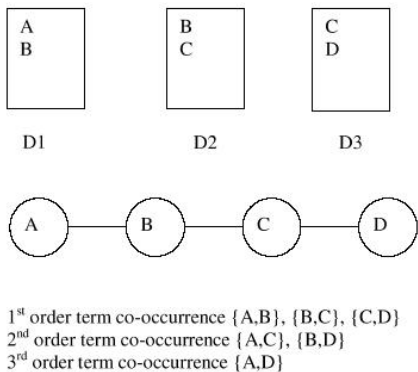 A
B
B
C
C
D
D1
D2
D3
A
B
C
D
1st order term co-occurrence {A,B}, {B,C}, {C,D}
2nd order term co-occurrence {A,C}, {B,D}
3rd order term co-occurrence {A,D}